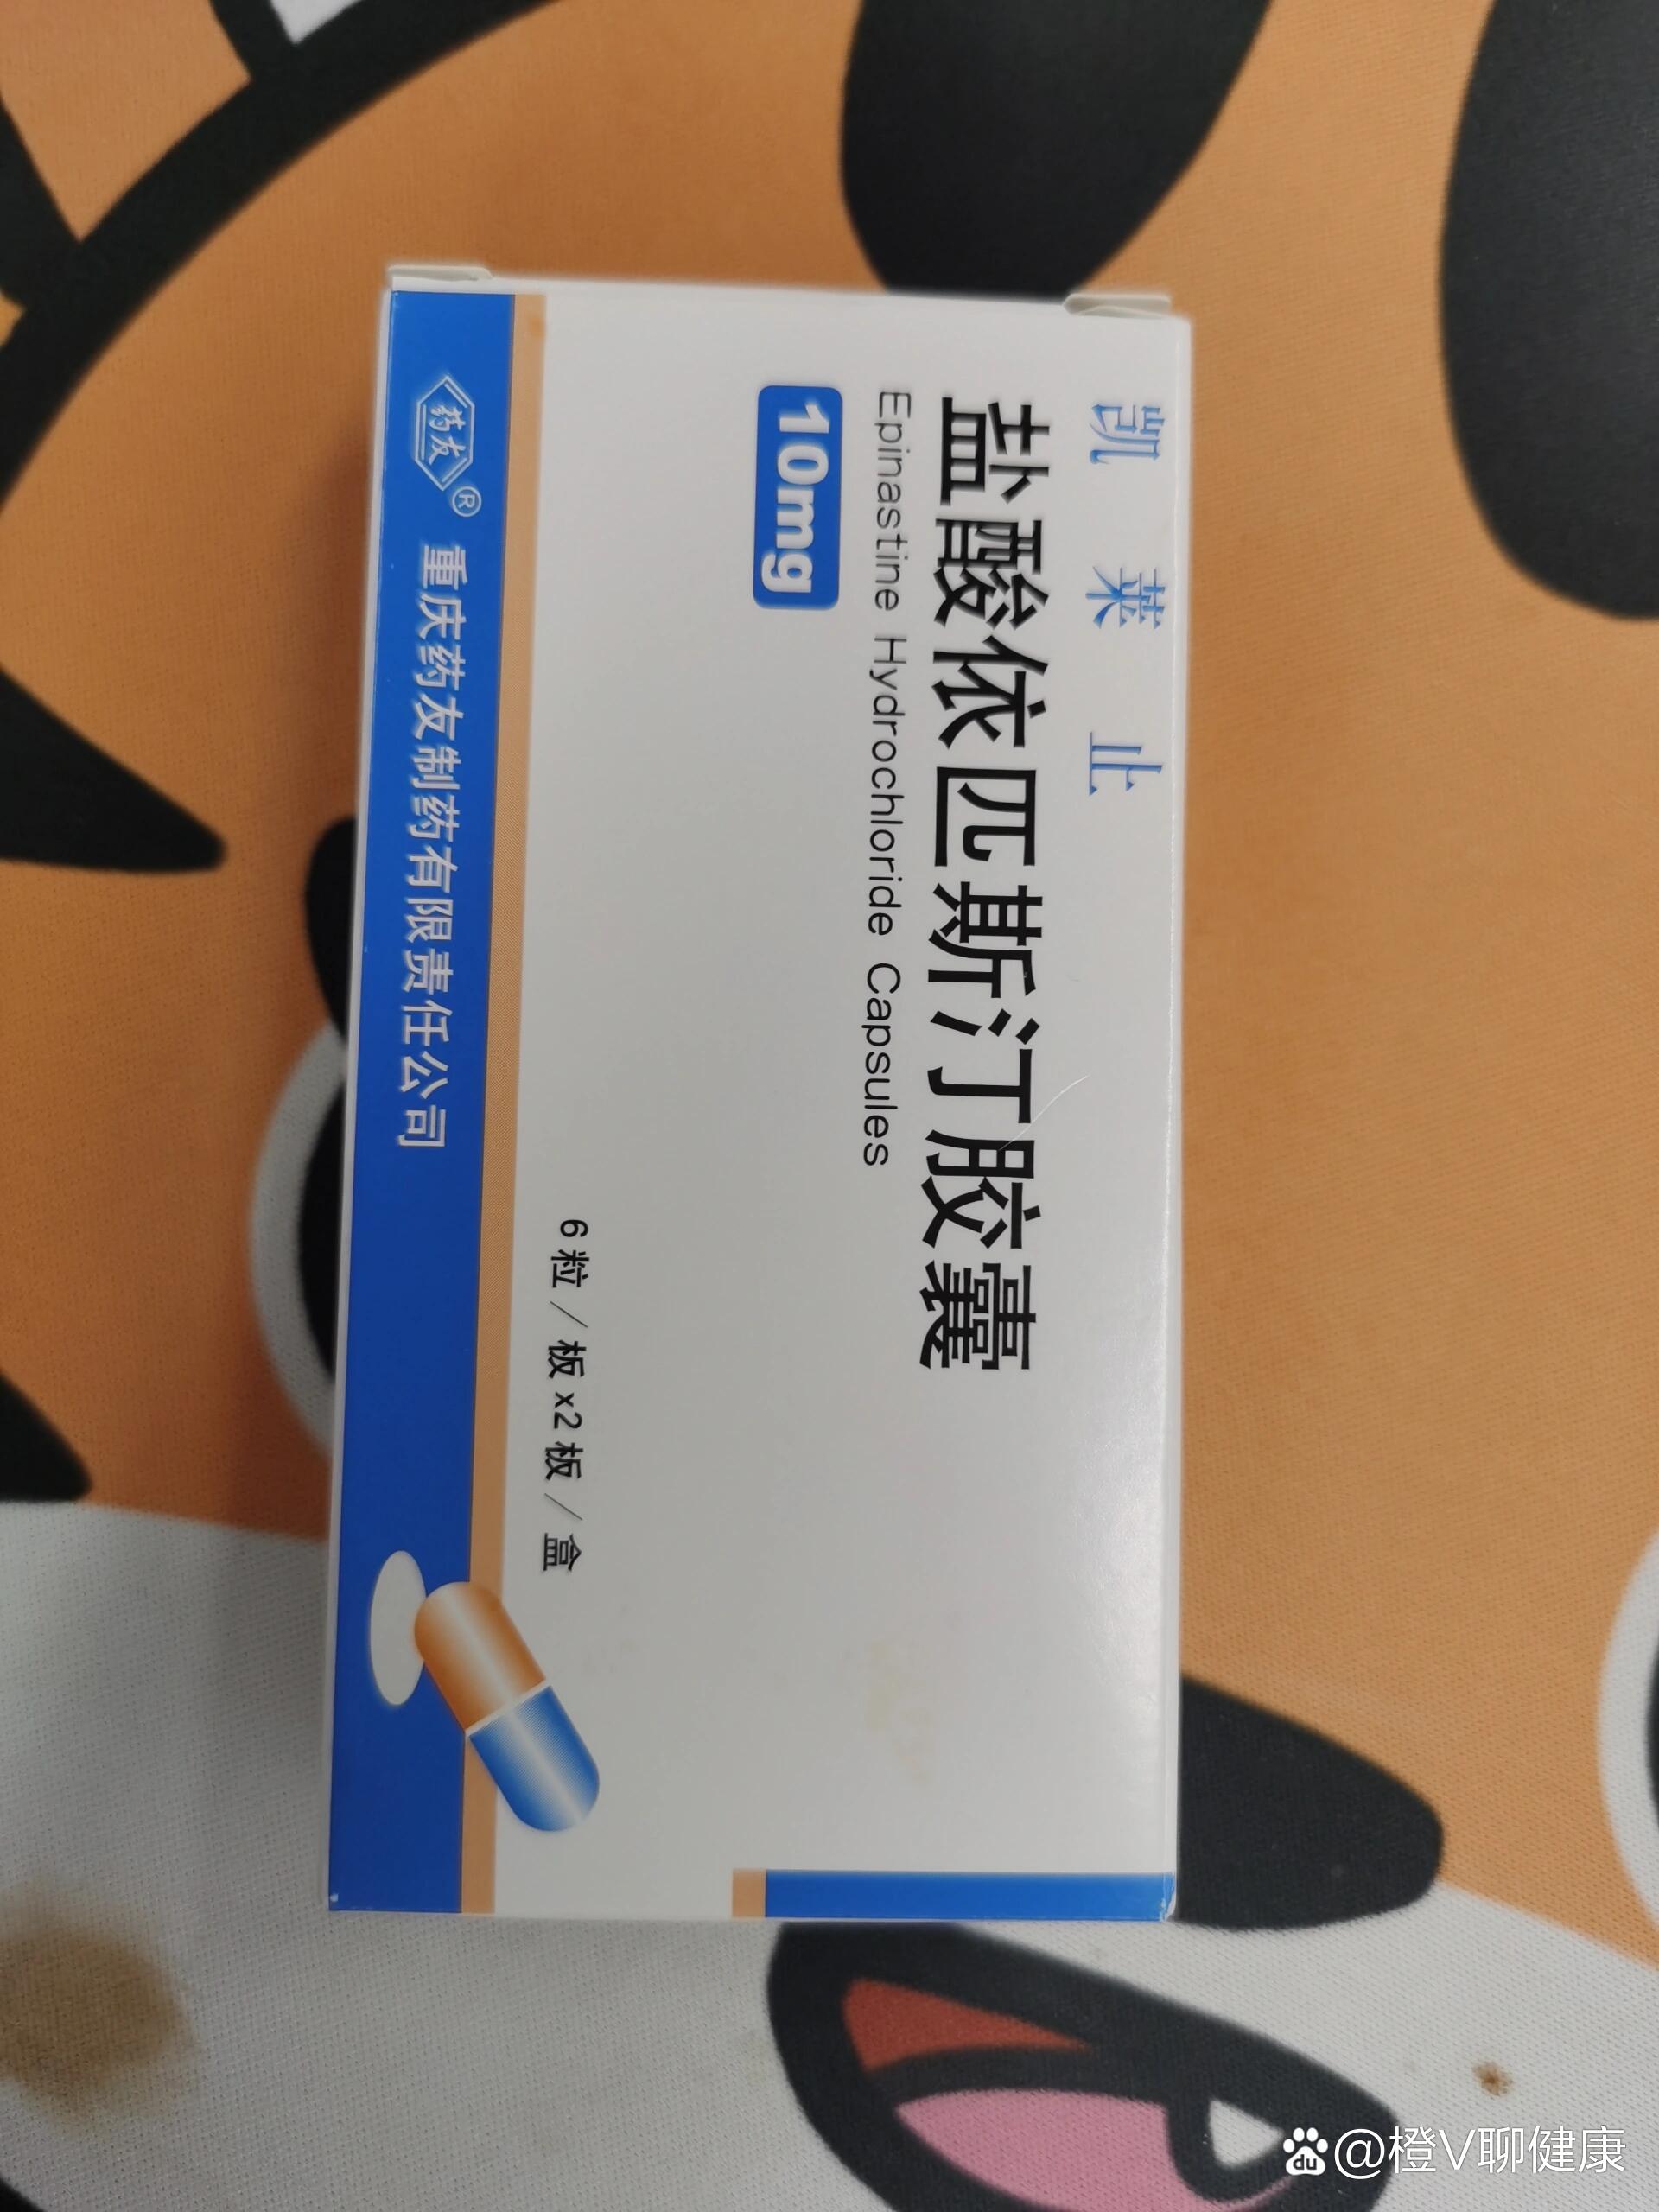 凯莱止
盐酸依匹斯汀胶囊
Epinastine Hydrochloride Capsules
10mg
6粒/板x2板/盒
药友® 重庆药友制药有限责任公司
du @橙V聊健康